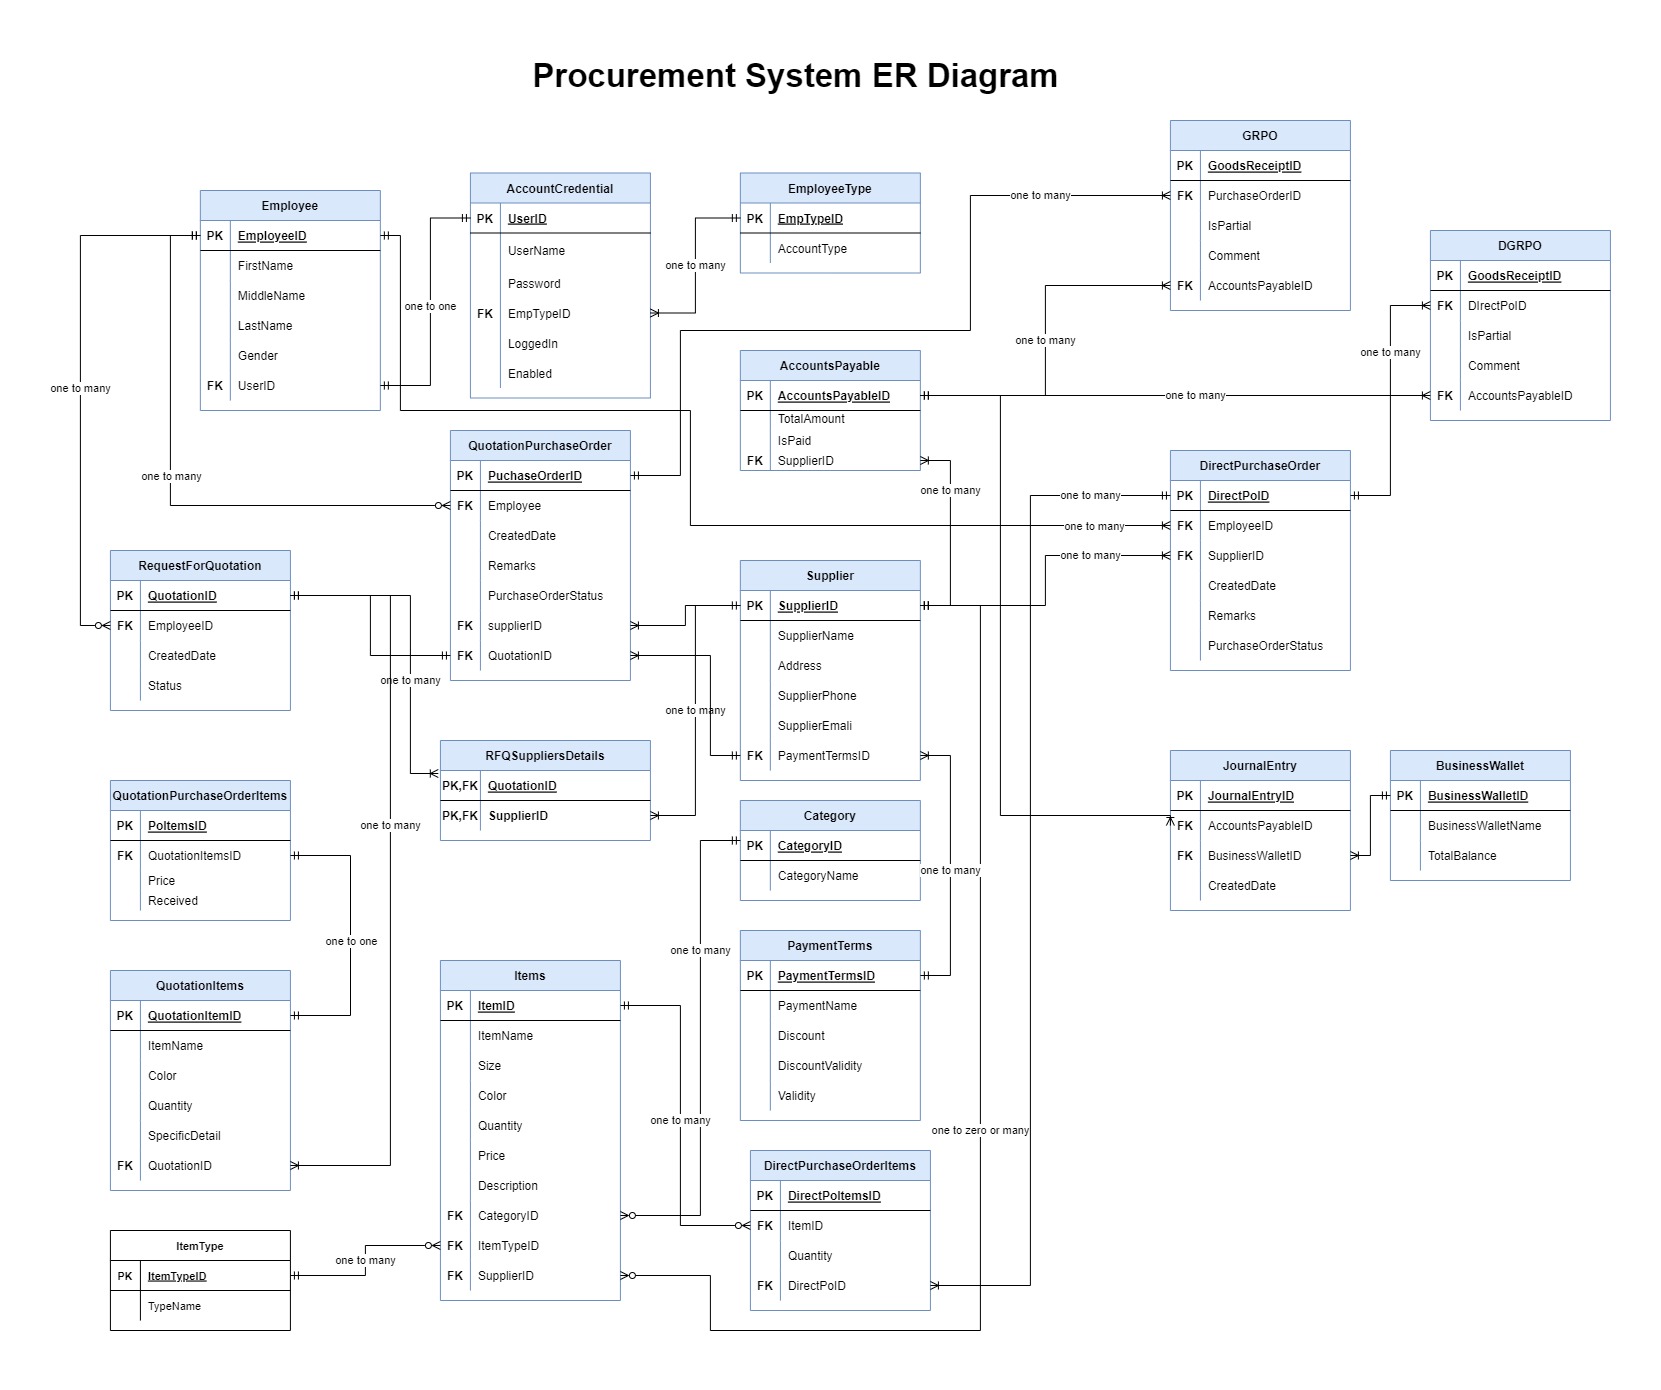 Procurement System ER Diagram
Employee
PK EmployeeID
FirstName
MiddleName
LastName
Gender
FK UserID
AccountCredential
PK UserID
UserName
Password
FK EmpTypeID
LoggedIn
Enabled
EmployeeType
PK EmpTypeID
AccountType
GRPO
PK GoodsReceiptID
FK PurchaseOrderID
IsPartial
Comment
FK AccountsPayableID
DGRPO
PK GoodsReceiptID
FK DIrectPoID
IsPartial
Comment
FK AccountsPayableID
one to many
one to one
one to many
one to many
one to many
one to many
one to many
AccountsPayable
PK AccountsPayableID
TotalAmount
IsPaid
FK SupplierID
QuotationPurchaseOrder
PK PuchaseOrderID
FK Employee
CreatedDate
Remarks
PurchaseOrderStatus
FK supplierID
FK QuotationID
DirectPurchaseOrder
PK DirectPoID
FK EmployeeID
FK SupplierID
CreatedDate
Remarks
PurchaseOrderStatus
one to many
one to many
one to many
one to many
one to many
RequestForQuotation
PK QuotationID
FK EmployeeID
CreatedDate
Status
Supplier
PK SupplierID
SupplierName
Address
SupplierPhone
SupplierEmali
FK PaymentTermsID
one to many
one to many
RFQSuppliersDetails
PK,FK QuotationID
PK,FK SupplierID
QuotationPurchaseOrderItems
PK PoItemsID
FK QuotationItemsID
Price
Received
one to many
Category
PK CategoryID
CategoryName
one to many
JournalEntry
PK JournalEntryID
FK AccountsPayableID
FK BusinessWalletID
CreatedDate
BusinessWallet
PK BusinessWalletID
BusinessWalletName
TotalBalance
one to one
one to many
QuotationItems
PK QuotationItemID
ItemName
Color
Quantity
SpecificDetail
FK QuotationID
Items
PK ItemID
ItemName
Size
Color
Quantity
Price
Description
FK CategoryID
FK ItemTypeID
FK SupplierID
PaymentTerms
PK PaymentTermsID
PaymentName
Discount
DiscountValidity
Validity
one to many
one to zero or many
DirectPurchaseOrderItems
PK DirectPoItemsID
FK ItemID
Quantity
FK DirectPoID
ItemType
PK ItemTypeID
TypeName
one to many